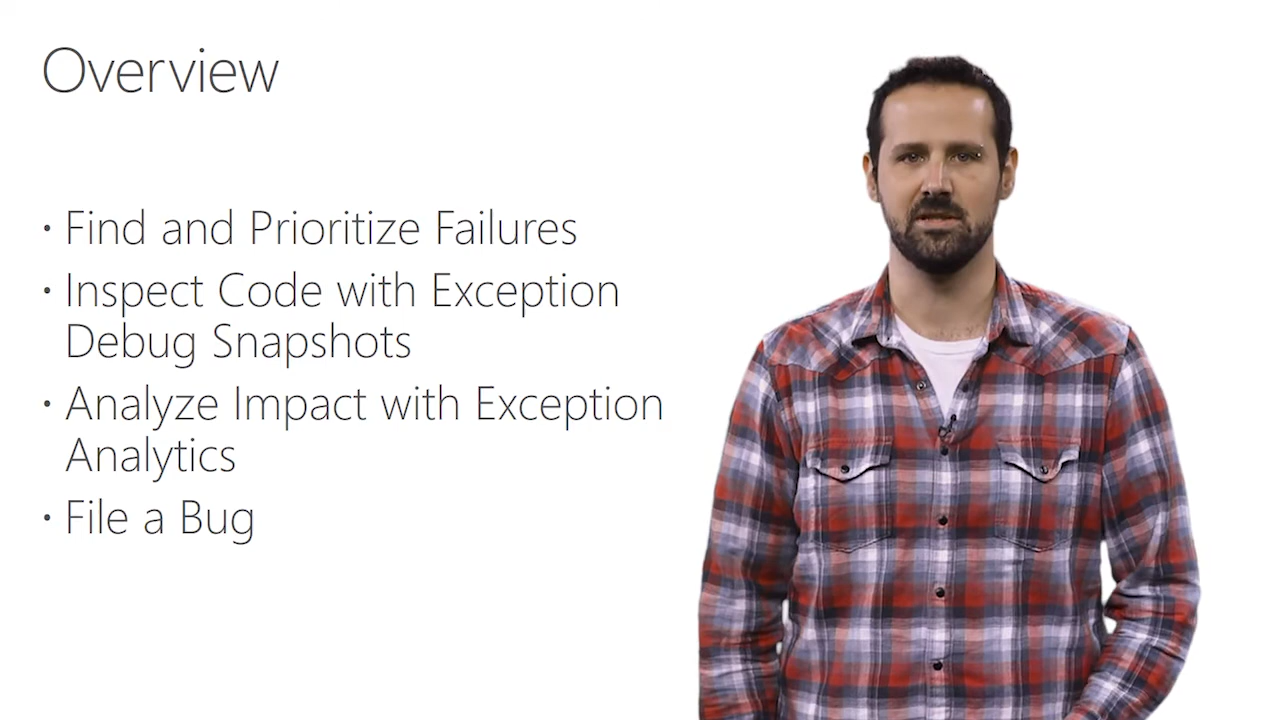 Overview
• Find and Prioritize Failures
• Inspect Code with Exception
Debug Snapshots
• Analyze Impact with Exception
Analytics
• File a Bug